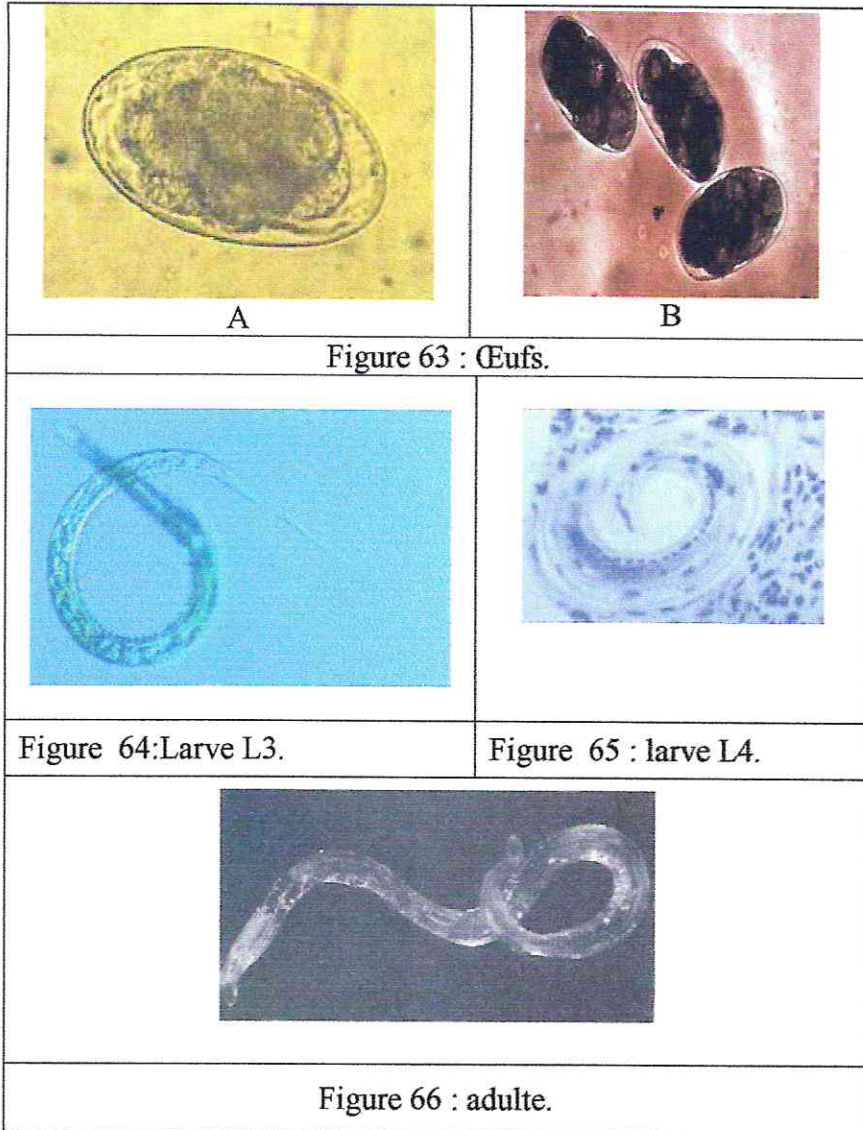 A
B
Figure 63 : Œufs.
Figure 64:Larve L3.
Figure 65 : larve L4.
Figure 66 : adulte.